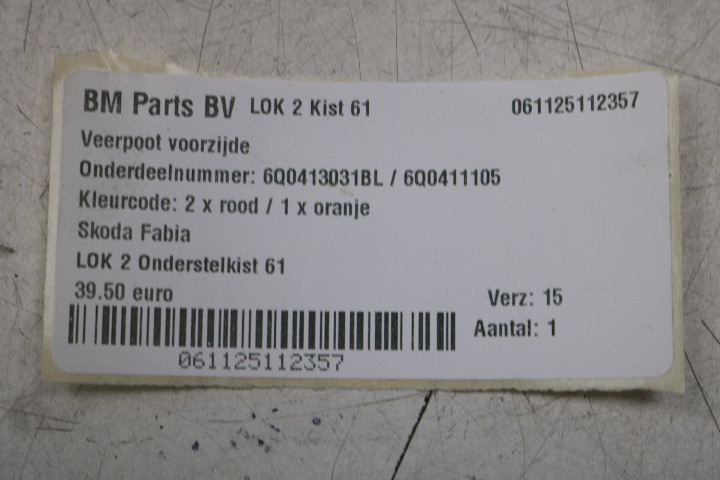 BM Parts BV LOK 2 Kist 61 061125112357
Veerpoot voorzijde
Onderdeelnummer: 6Q0413031BL / 6Q0411105
Kleurcode: 2 x rood / 1 x oranje
Skoda Fabia
LOK 2 Onderstelkist 61
39.50 euro Verz: 15
Aantal: 1
061125112357